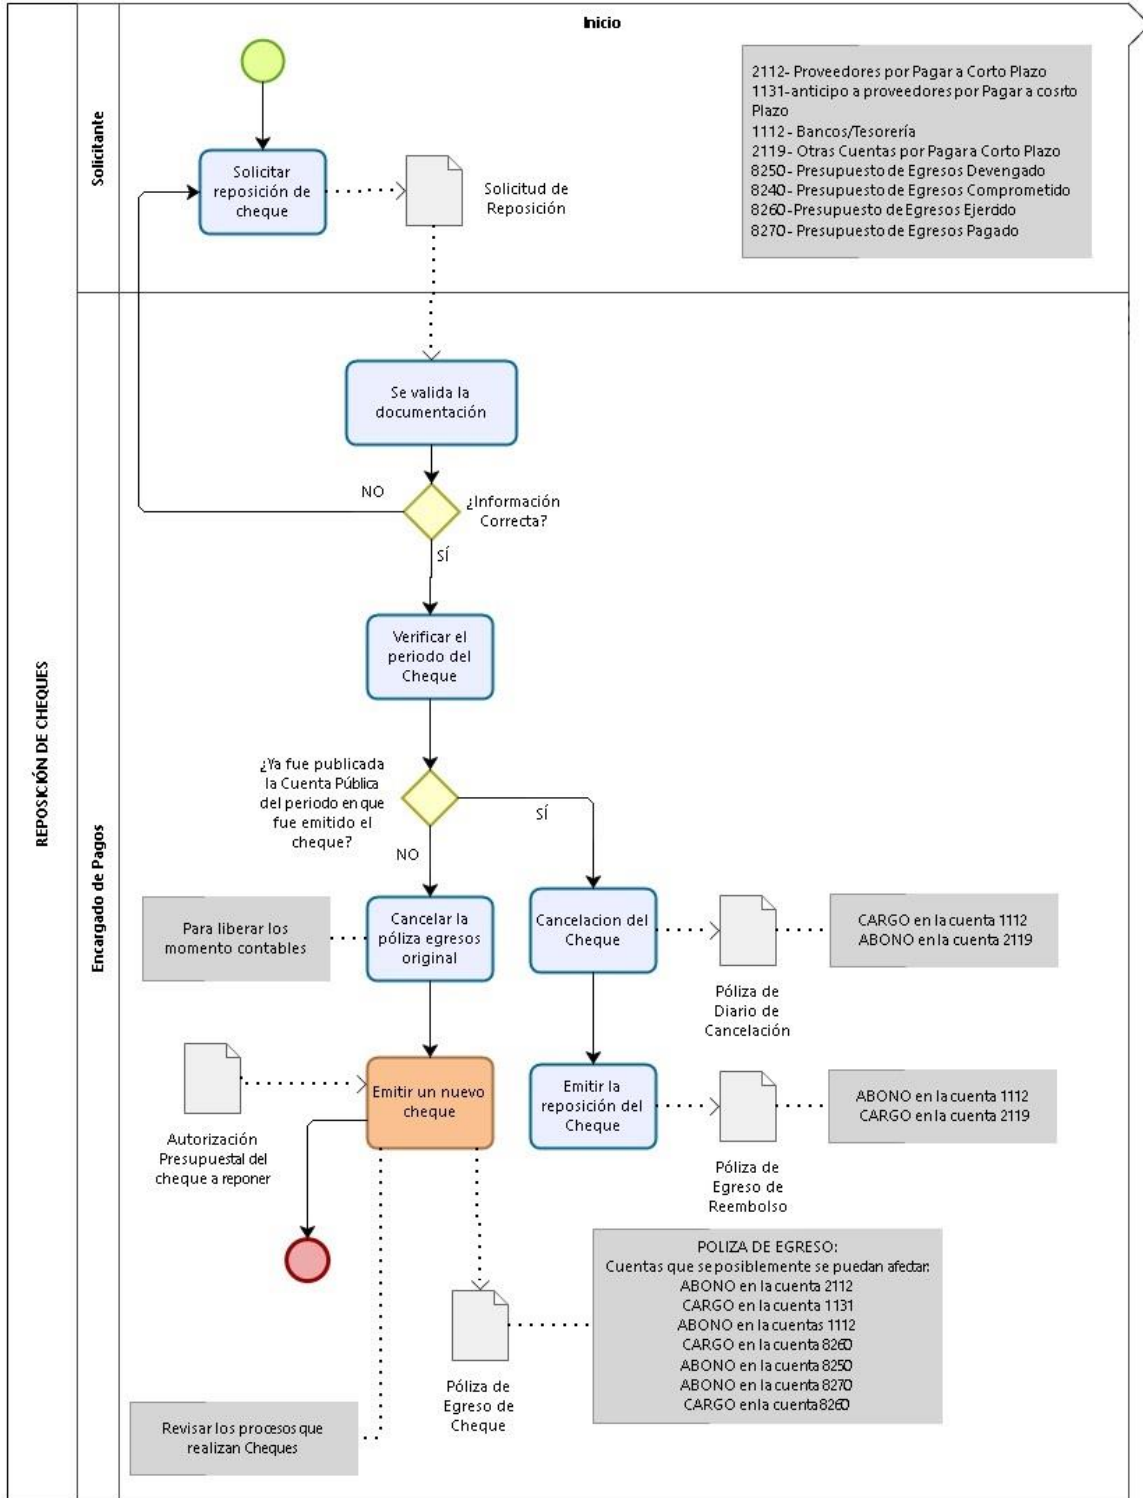 Inicio
REPOSICIÓN DE CHEQUES
Solicitante
2112- Proveedores por Pagar a Corto Plazo
1131-anticipo a proveedores por Pagar a cosrto
Plazo
1112- Bancos/Tesorería
2119- Otras Cuentas por Pagar a Corto Plazo
8250- Presupuesto de Egresos Devengado
8240- Presupuesto de Egresos Comprometido
8260-Presupuesto de Egresos Ejercido
8270- Presupuesto de Egresos Pagado
Solicitar
reposición de
cheque
Solicitud de
Reposición
Encargado de Pagos
Se valida la
documentación
NO
¿Información
Correcta?
SÍ
Verificar el
periodo del
Cheque
¿Ya fue publicada
la Cuenta Pública
del periodo en que
fue emitido el
cheque?
SÍ
NO
Para liberar los
momento contables
Cancelar la
póliza egresos
original
Cancelacion del
Cheque
CARGO en la cuenta 1112
ABONO en la cuenta 2119
Póliza de
Diario de
Cancelación
Emitir un nuevo
cheque
Emitir la
reposición del
Cheque
ABONO en la cuenta 1112
CARGO en la cuenta 2119
Autorización
Presupuestal del
cheque a reponer
Póliza de
Egreso de
Reembolso
POLIZA DE EGRESO:
Cuentas que se posiblemente se puedan afectar:
ABONO en la cuenta 2112
CARGO en la cuenta 1131
ABONO en la cuentas 1112
CARGO en la cuenta 8260
ABONO en la cuenta 8250
ABONO en la cuenta 8270
CARGO en la cuenta 8260
Póliza de
Egreso de
Cheque
Revisar los procesos que
realizan Cheques